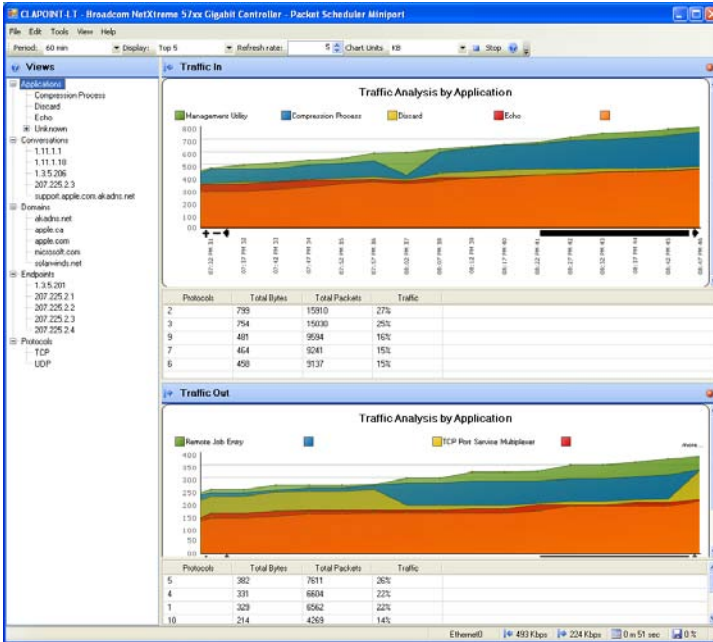 CLAPOINT-LT - Broadcom NetXtreme 57xx Gigabit Controller - Packet Scheduler Miniport
File Edit Tools View Help
Period: 60 min Display: Top 5 Refresh rate: 5 Chart Units KB Stop
Views
Applications
Compression Process
Discard
Echo
Unknown
Conversations
1.11.1.1
1.11.1.10
1.3.5.206
207.225.2.3
support.apple.com.akadns.net
Domains
akadns.net
apple.ca
apple.com
microsoft.com
solarwinds.net
Endpoints
1.3.5.201
207.225.2.1
207.225.2.2
207.225.2.3
207.225.2.4
Protocols
TCP
UDP
Traffic In
Traffic Analysis by Application
Management Utility Compression Process Discard Echo
800
700
600
500
400
300
200
100
00
Protocols Total Bytes Total Packets Traffic
2 799 15910 27%
3 754 15030 25%
9 481 9594 16%
7 464 9241 15%
6 458 9137 15%
Traffic Out
Traffic Analysis by Application
Remote Job Entry TCP Port Service Multiplexer more...
400
350
300
250
200
150
100
50
00
Protocols Total Bytes Total Packets Traffic
5 382 7611 26%
4 331 6604 22%
1 329 6562 22%
10 214 4269 14%
Ethernet0 493 Kbps 224 Kbps 0 m 51 sec 0 %